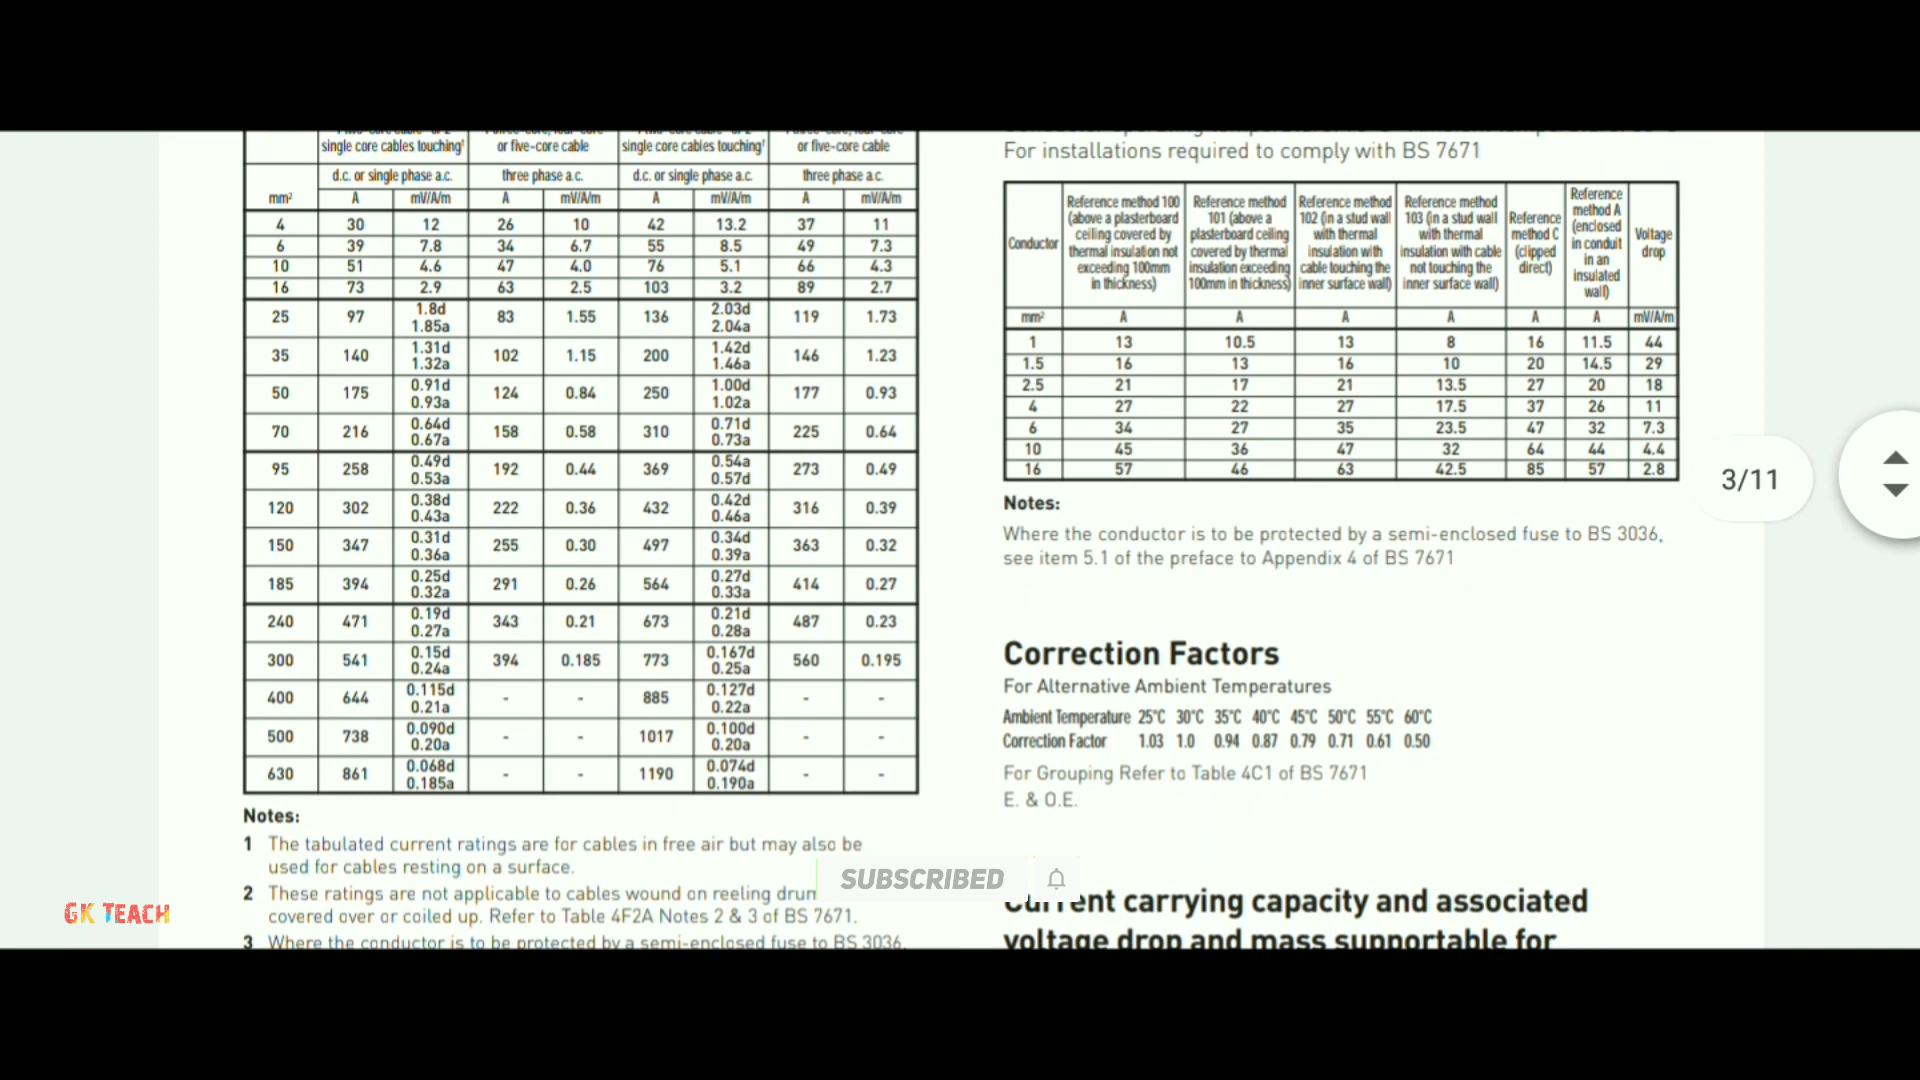 single core cables touching† or five-core cable single core cables touching† or five-core cable
d.c. or single phase a.c. three phase a.c. d.c. or single phase a.c. three phase a.c.
mm² A mV/A/m A mV/A/m A mV/A/m A mV/A/m
4 30 12 26 10 42 13.2 37 11
6 39 7.8 34 6.7 55 8.5 49 7.3
10 51 4.6 47 4.0 76 5.1 66 4.3
16 73 2.9 63 2.5 103 3.2 89 2.7
25 97 1.8d 1.85a 83 1.55 136 2.03d 2.04a 119 1.73
35 140 1.31d 1.32a 102 1.15 200 1.42d 1.46a 146 1.23
50 175 0.91d 0.93a 124 0.84 250 1.00d 1.02a 177 0.93
70 216 0.64d 0.67a 158 0.58 310 0.71d 0.73a 225 0.64
95 258 0.49d 0.53a 192 0.44 369 0.54a 0.57d 273 0.49
120 302 0.38d 0.43a 222 0.36 432 0.42d 0.46a 316 0.39
150 347 0.31d 0.36a 255 0.30 497 0.34d 0.39a 363 0.32
185 394 0.25d 0.32a 291 0.26 564 0.27d 0.33a 414 0.27
240 471 0.19d 0.27a 343 0.21 673 0.21d 0.28a 487 0.23
300 541 0.15d 0.24a 394 0.185 773 0.167d 0.25a 560 0.195
400 644 0.115d 0.21a - - 885 0.127d 0.22a - -
500 738 0.090d 0.20a - - 1017 0.100d 0.20a - -
630 861 0.068d 0.185a - - 1190 0.074d 0.190a - -
Notes:
1 The tabulated current ratings are for cables in free air but may also be
used for cables resting on a surface.
2 These ratings are not applicable to cables wound on reeling drum
covered over or coiled up. Refer to Table 4F2A Notes 2 & 3 of BS 7671.
3 Where the conductor is to be protected by a semi-enclosed fuse to BS 3036,
For installations required to comply with BS 7671
Conductor
Reference method 100
(above a plasterboard
ceiling covered by
thermal insulation not
exceeding 100mm
in thickness)
Reference method
101 (above a
plasterboard ceiling
covered by thermal
insulation exceeding
100mm in thickness)
Reference method
102 (in a stud wall
with thermal
insulation with
cable touching the
inner surface wall)
Reference method
103 (in a stud wall
with thermal
insulation with cable
not touching the
inner surface wall)
Reference
method C
(clipped
direct)
Reference
method A
(enclosed
in conduit
in an
insulated
wall)
Voltage
drop
mm² A A A A A A mV/A/m
1 13 10.5 13 8 16 11.5 44
1.5 16 13 16 10 20 14.5 29
2.5 21 17 21 13.5 27 20 18
4 27 22 27 17.5 37 26 11
6 34 27 35 23.5 47 32 7.3
10 45 36 47 32 64 44 4.4
16 57 46 63 42.5 85 57 2.8
Notes:
Where the conductor is to be protected by a semi-enclosed fuse to BS 3036,
see item 5.1 of the preface to Appendix 4 of BS 7671
Correction Factors
For Alternative Ambient Temperatures
Ambient Temperature 25°C 30°C 35°C 40°C 45°C 50°C 55°C 60°C
Correction Factor 1.03 1.0 0.94 0.87 0.79 0.71 0.61 0.50
For Grouping Refer to Table 4C1 of BS 7671
E. & O.E.
Current carrying capacity and associated
voltage drop and mass supportable for
3/11
SUBSCRIBED
GK TEACH